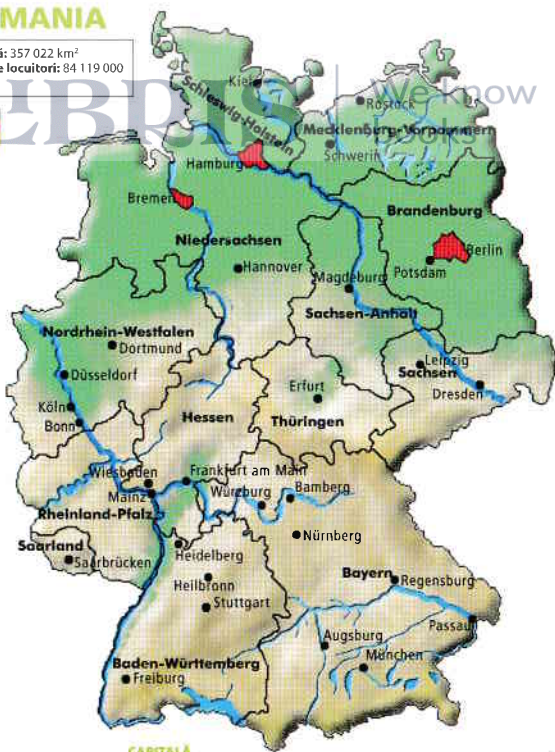 MANIA
ă: 357 022 km²
e locuitori: 84 119 000
LIBRIS
We know
books
Kiel
Rostock
Schleswig-Holstein
Mecklenburg-Vorpommern
Schwerin
Hamburg
Bremen
Brandenburg
Niedersachsen
Berlin
Hannover
Potsdam
Magdeburg
Sachsen-Anhalt
Nordrhein-Westfalen
Dortmund
Leipzig
Düsseldorf
Sachsen
Erfurt
Dresden
Köln
Hessen
Thüringen
Bonn
Wiesbaden
Frankfurt am Main
Mainz
Würzburg
Bamberg
Rheinland-Pfalz
Nürnberg
Saarland
Heidelberg
Saarbrücken
Bayern
Regensburg
Heilbronn
Stuttgart
Passau
Augsburg
München
Baden-Württemberg
Freiburg
CAPITALĂ